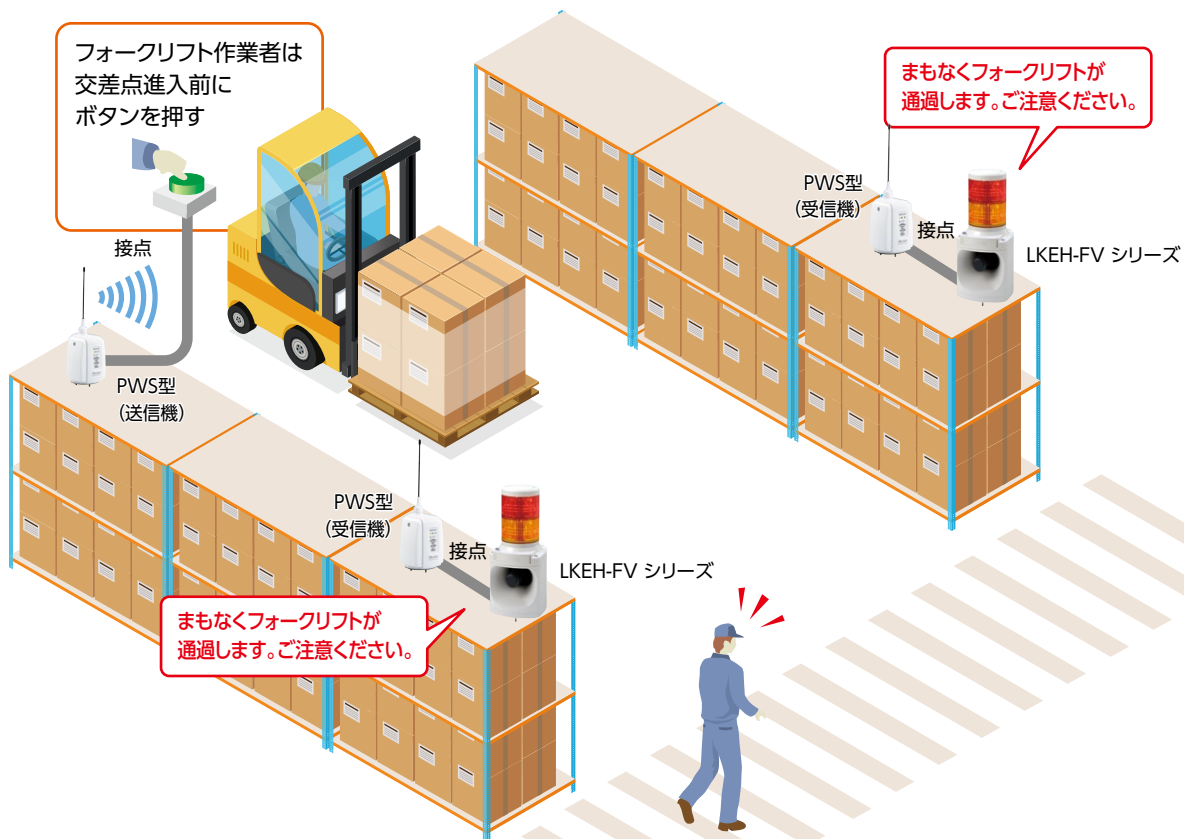 フォークリフト作業者は
交差点進入前に
ボタンを押す
接点
PWS型
(送信機)
まもなくフォークリフトが
通過します。ご注意ください。
PWS型
(受信機)
接点
LKEH-FV シリーズ
PWS型
(受信機)
接点
LKEH-FV シリーズ
まもなくフォークリフトが
通過します。ご注意ください。